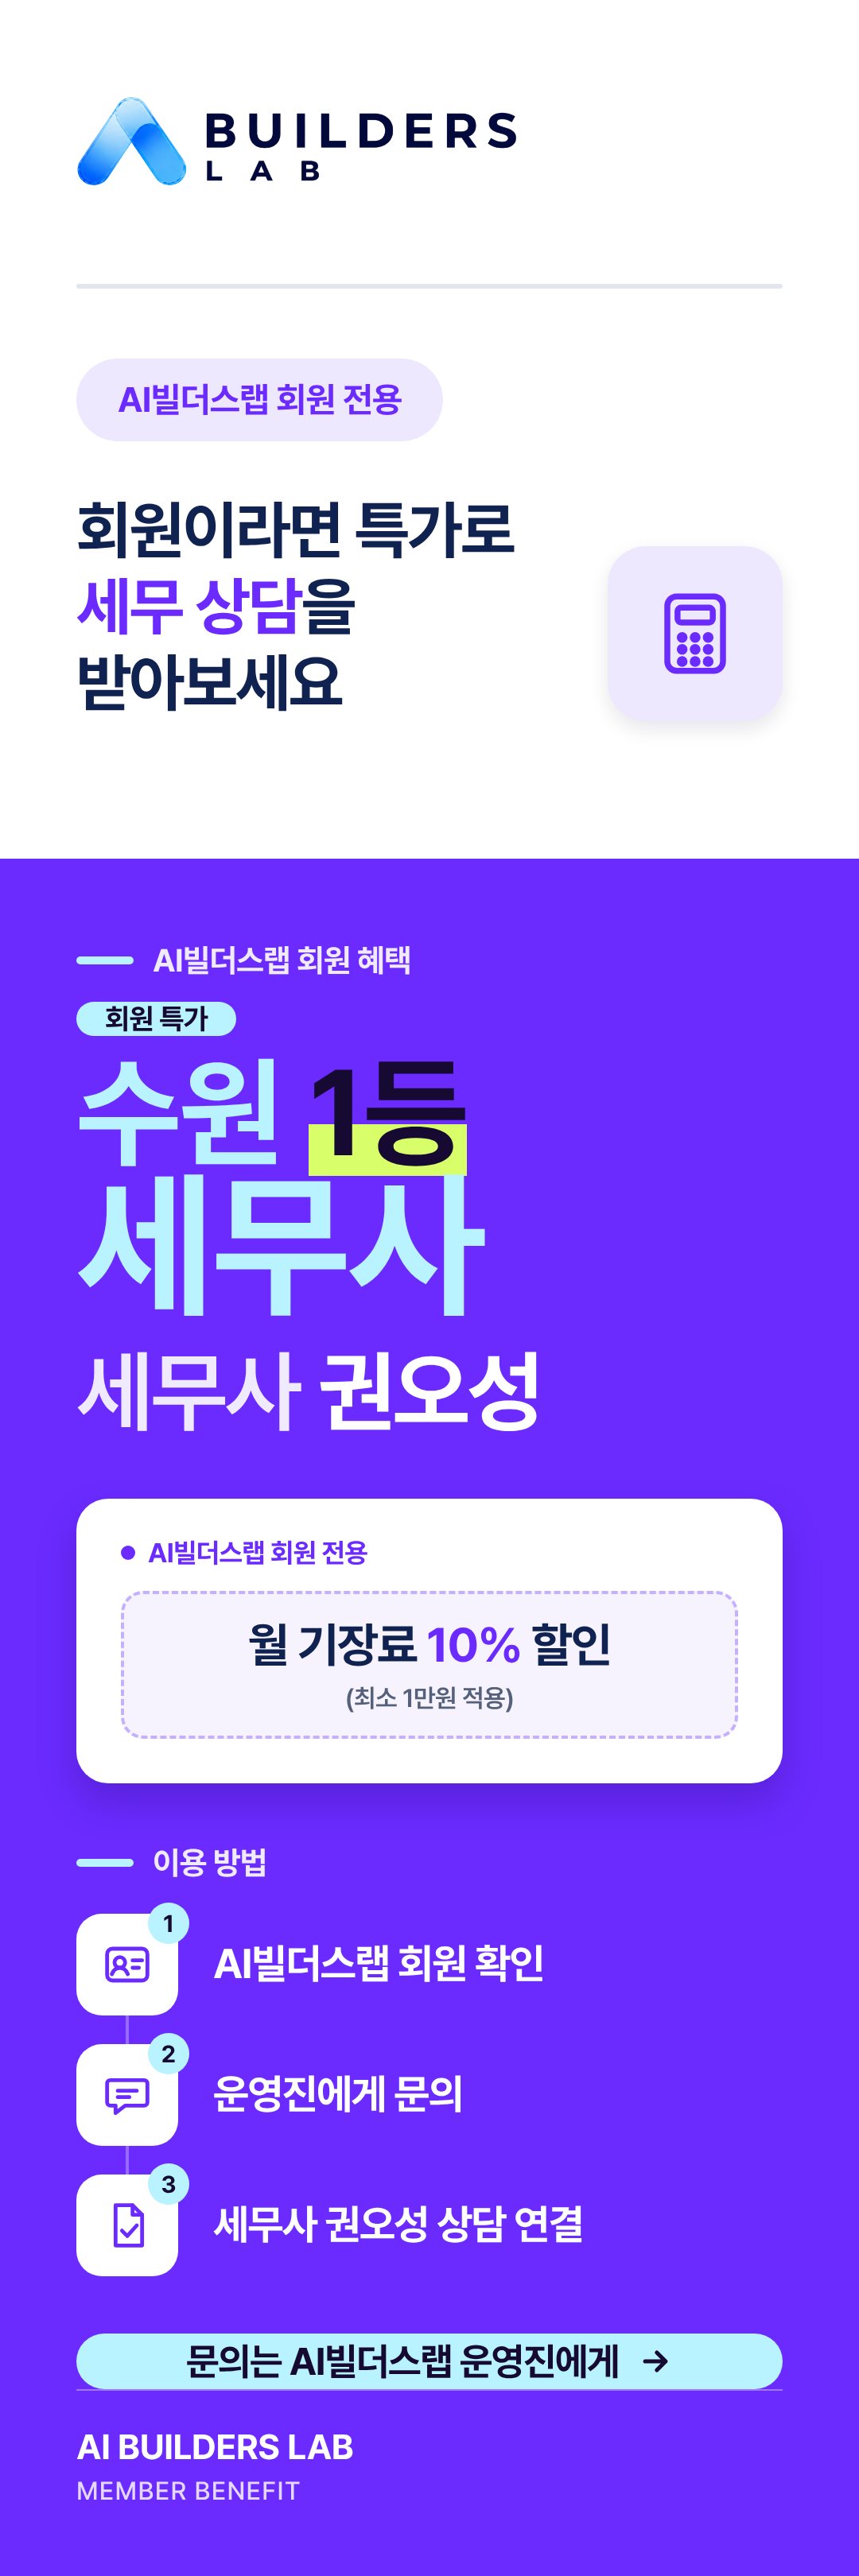 BUILDERS
LAB
AI빌더스랩 회원 전용
회원이라면 특가로
세무 상담을
받아보세요
AI빌더스랩 회원 혜택
회원 특가
수원 1등
세무사
세무사 권오성
AI빌더스랩 회원 전용
월 기장료 10% 할인
(최소 1만원 적용)
이용 방법
1
AI빌더스랩 회원 확인
2
운영진에게 문의
3
세무사 권오성 상담 연결
문의는 AI빌더스랩 운영진에게 →
AI BUILDERS LAB
MEMBER BENEFIT